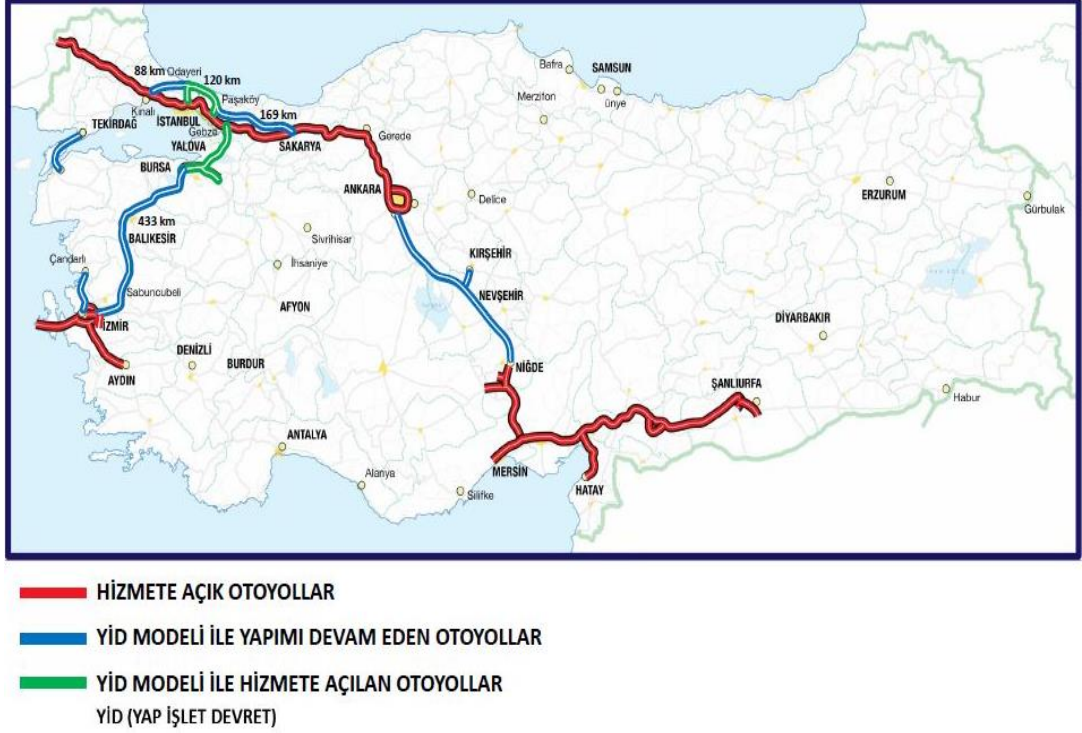 Bafra
SAMSUN
ünye
Merzifon
88 km
Odayeri
120 km
Paşaköy
Kınalı
İSTANBUL
169 km
TEKİRDAĞ
Gebze
YALOVA
SAKARYA
Gerede
BURSA
ANKARA
Delice
ERZURUM
Gürbulak
433 km
BALIKESİR
Sivrihisar
KIRŞEHİR
Çandarlı
İhsaniye
Sabuncubeli
NEVŞEHİR
AFYON
İZMİR
DİYARBAKIR
DENİZLİ
BURDUR
NİĞDE
AYDIN
ŞANLIURFA
Habur
ANTALYA
MERSİN
Alanya
Silifke
HATAY
HİZMETE AÇIK OTOYOLLAR
YİD MODELİ İLE YAPIMI DEVAM EDEN OTOYOLLAR
YİD MODELİ İLE HİZMETE AÇILAN OTOYOLLAR
YİD (YAP İŞLET DEVRET)